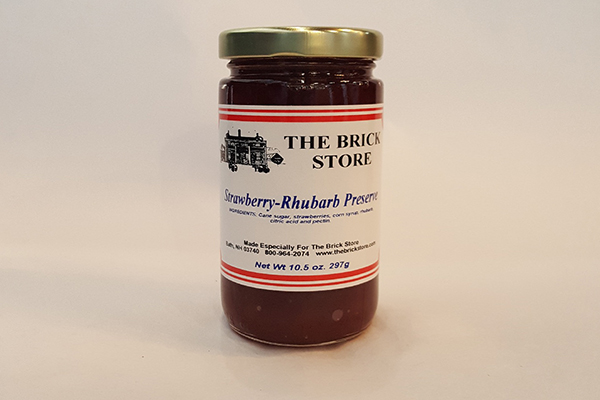 THE BRICK
STORE
Strawberry-Rhubarb Preserve
INGREDIENTS: Cane sugar, strawberries, corn syrup, rhubarb,
citric acid and pectin.
Made Especially For The Brick Store
Bath, NH 03740 800-964-2074 www.thebrickstore.com
Net Wt 10.5 oz. 297g